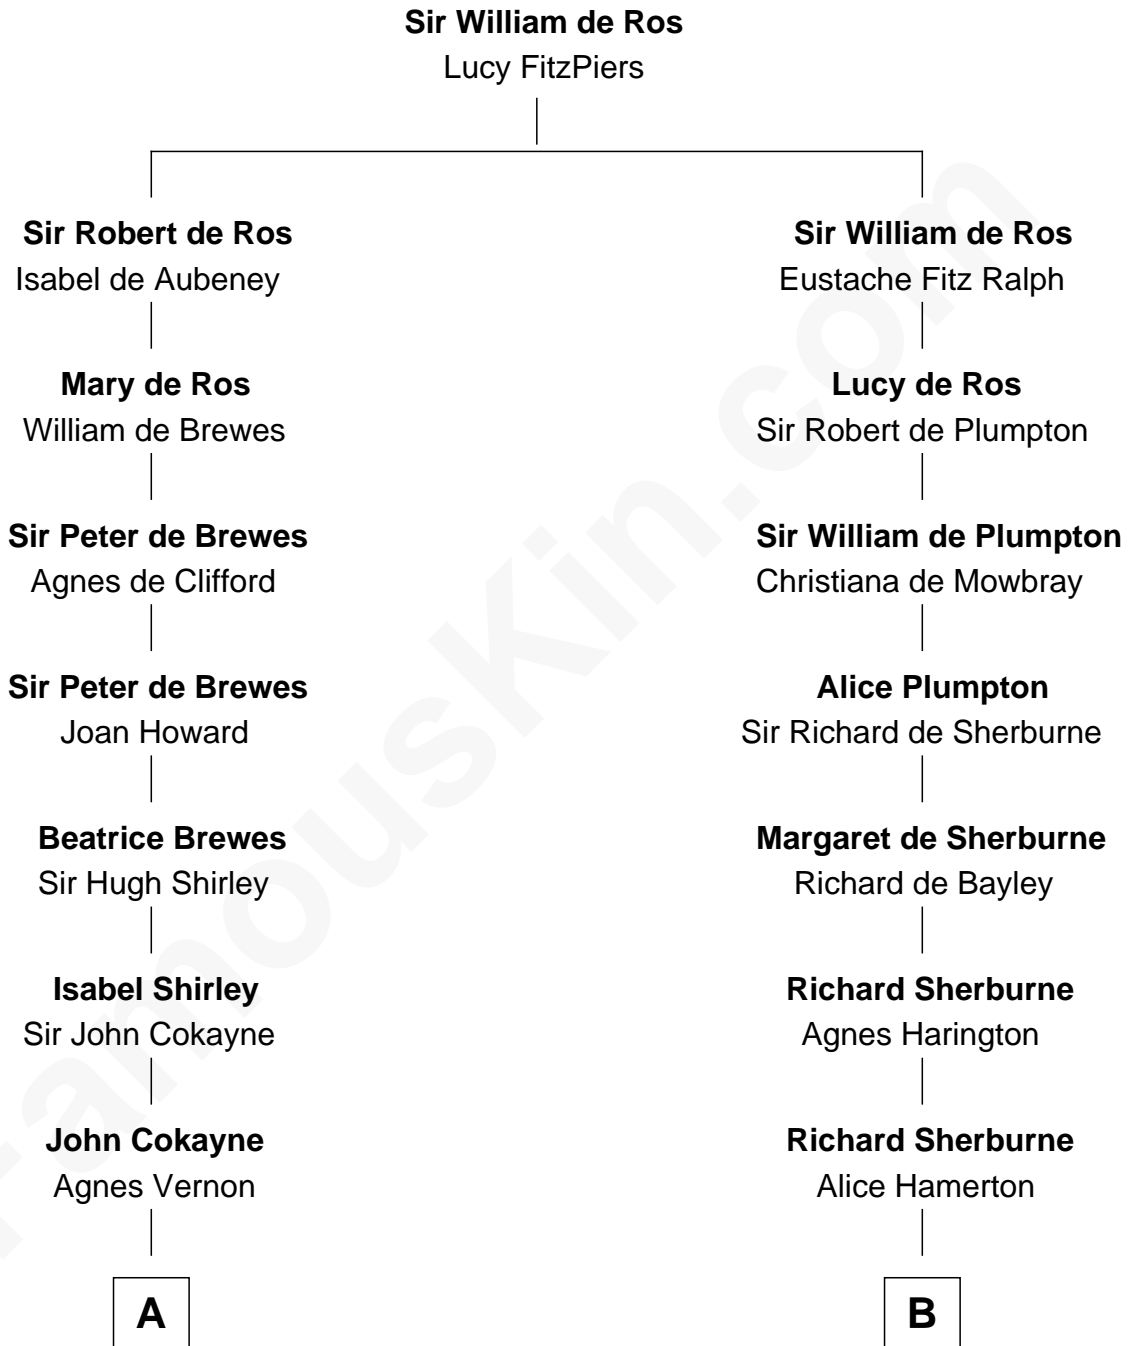 Sir William de Ros
Lucy FitzPiers
Sir Robert de Ros
Isabel de Aubeney
Mary de Ros
William de Brewes
Sir Peter de Brewes
Agnes de Clifford
Sir Peter de Brewes
Joan Howard
Beatrice Brewes
Sir Hugh Shirley
Isabel Shirley
Sir John Cokayne
John Cokayne
Agnes Vernon
A
Sir William de Ros
Eustache Fitz Ralph
Lucy de Ros
Sir Robert de Plumpton
Sir William de Plumpton
Christiana de Mowbray
Alice Plumpton
Sir Richard de Sherburne
Margaret de Sherburne
Richard de Bayley
Richard Sherburne
Agnes Harington
Richard Sherburne
Alice Hamerton
B
FamousKin.com